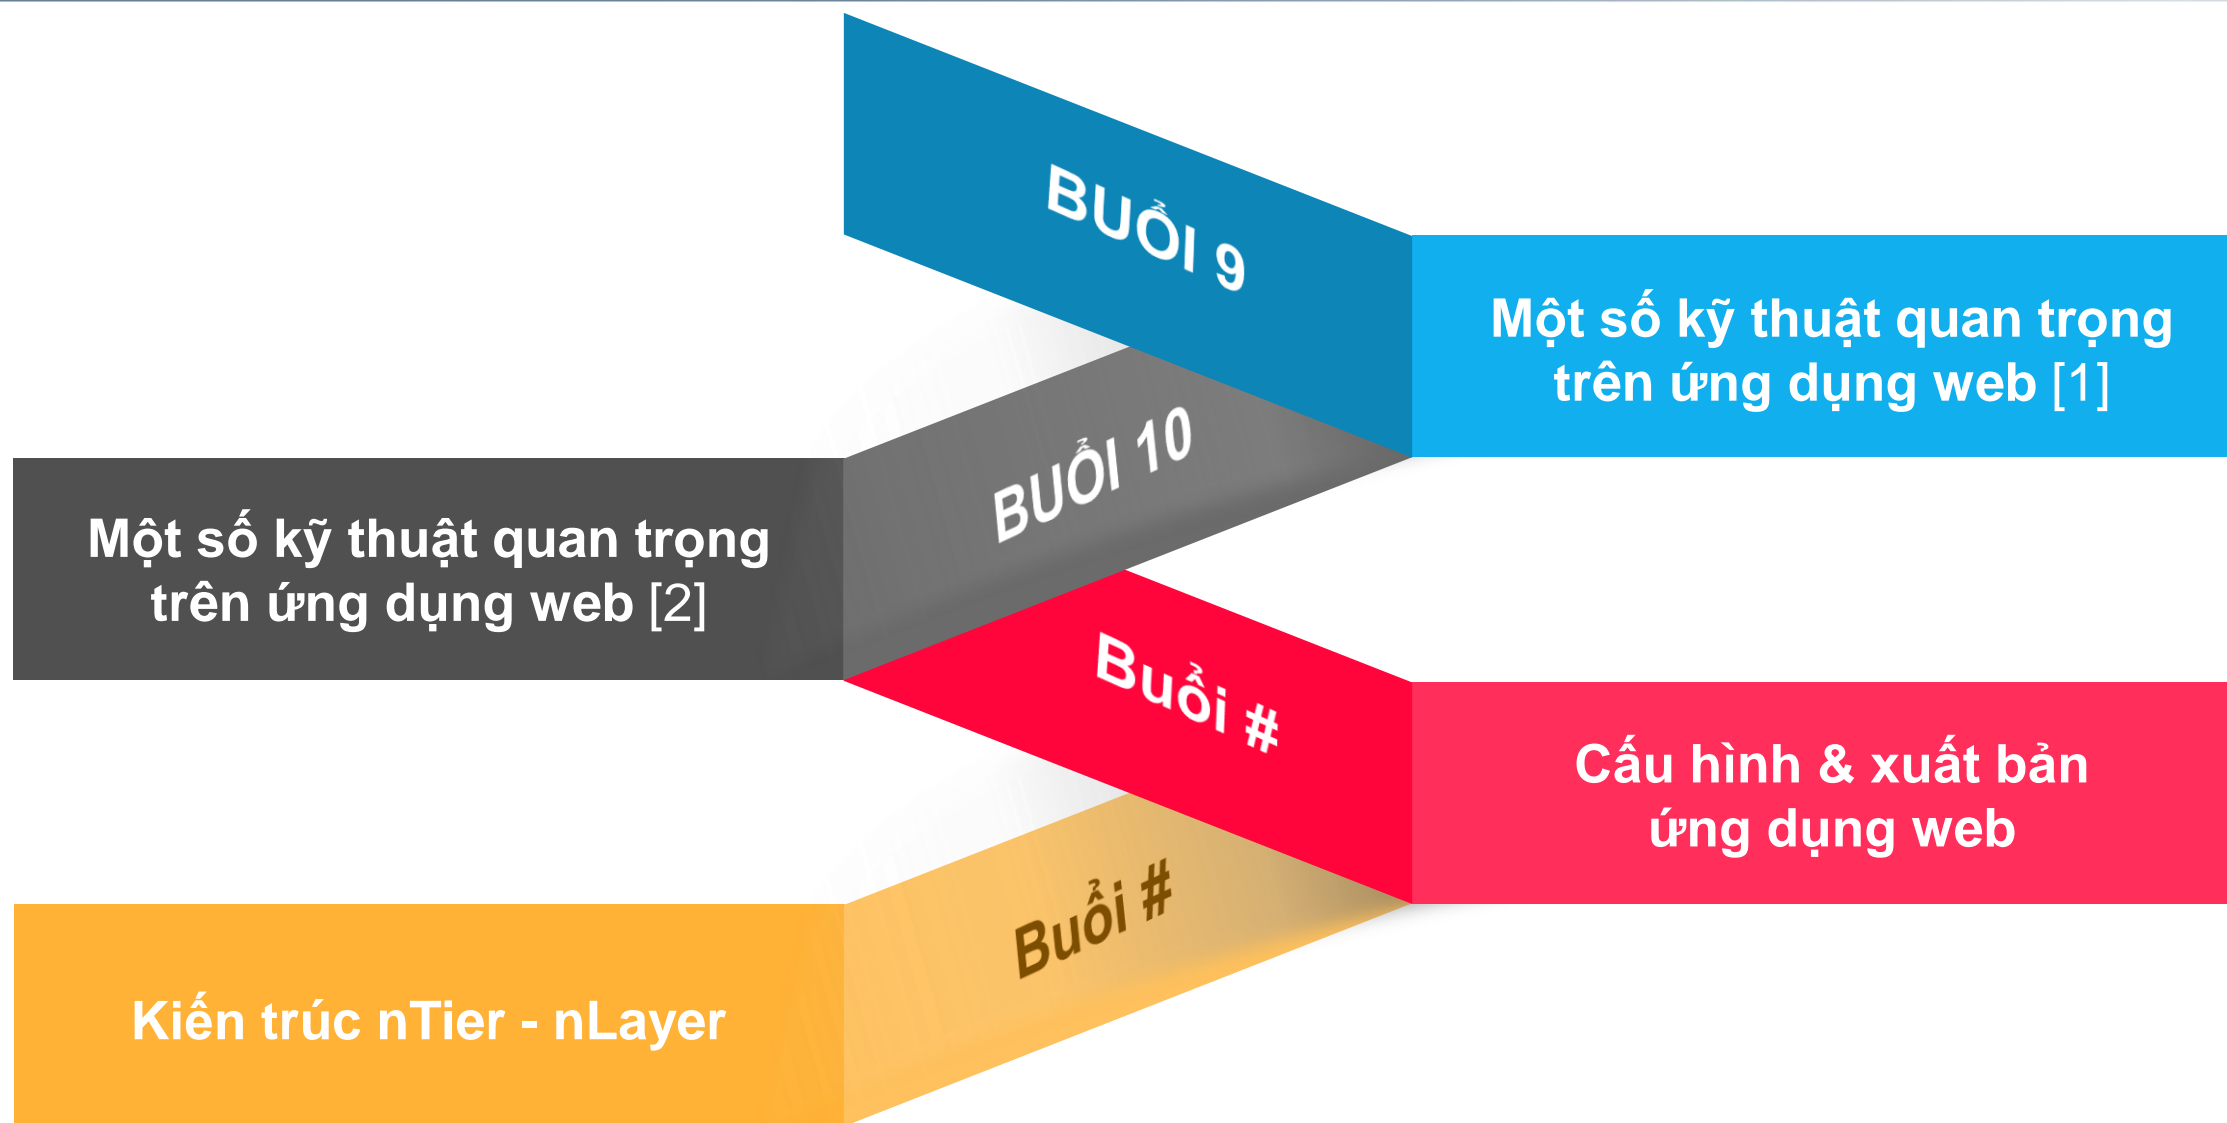 BUỔI 9
Một số kỹ thuật quan trọng
trên ứng dụng web [1]
BUỔI 10
Một số kỹ thuật quan trọng
trên ứng dụng web [2]
Buổi #
Cấu hình & xuất bản
ứng dụng web
Buổi #
Kiến trúc nTier - nLayer